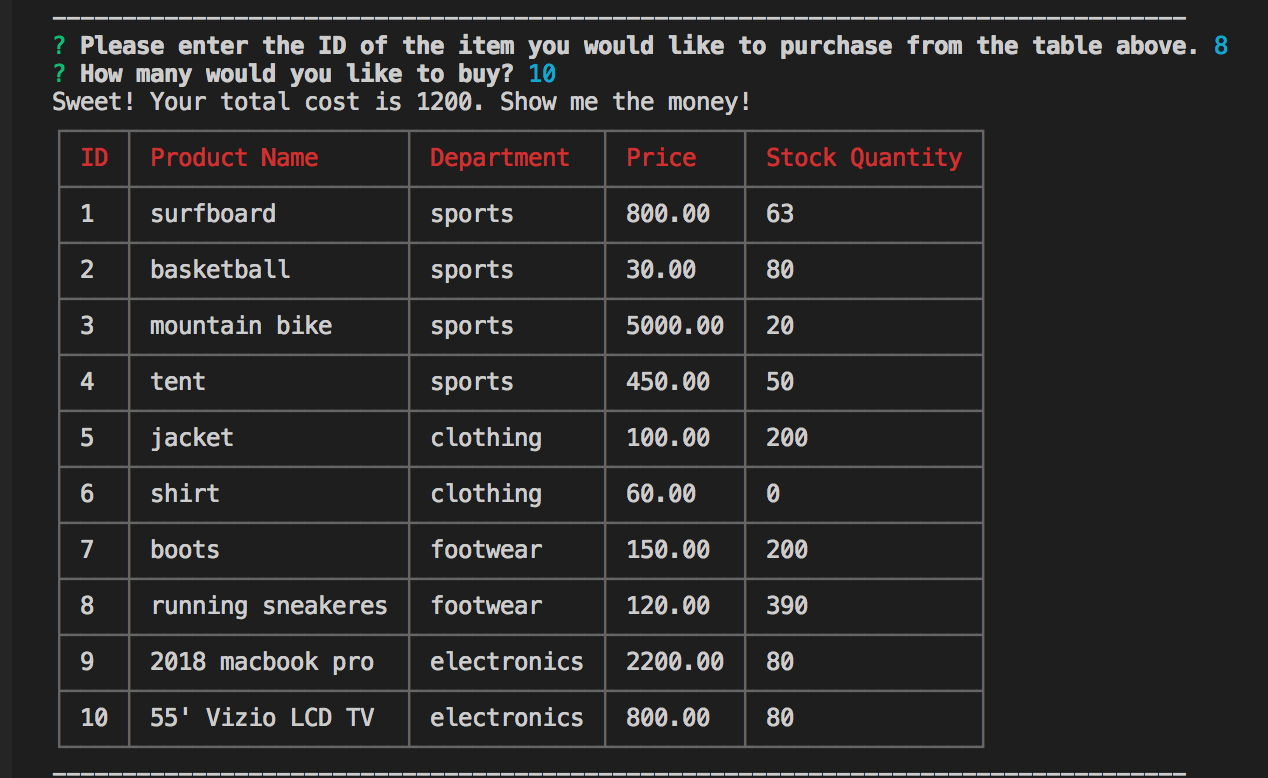 ? Please enter the ID of the item you would like to purchase from the table above. 8
? How many would you like to buy? 10
Sweet! Your total cost is 1200. Show me the money!
ID Product Name Department Price Stock Quantity
1 surfboard sports 800.00 63
2 basketball sports 30.00 80
3 mountain bike sports 5000.00 20
4 tent sports 450.00 50
5 jacket clothing 100.00 200
6 shirt clothing 60.00 0
7 boots footwear 150.00 200
8 running sneakeres footwear 120.00 390
9 2018 macbook pro electronics 2200.00 80
10 55' Vizio LCD TV electronics 800.00 80